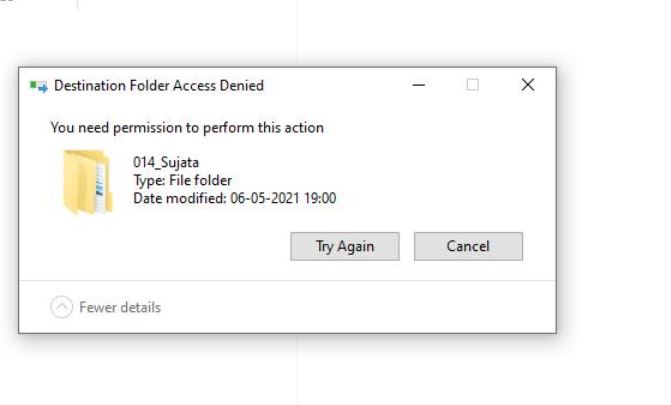 Destination Folder Access Denied
You need permission to perform this action
014_Sujata
Type: File folder
Date modified: 06-05-2021 19:00
Try Again
Cancel
Fewer details